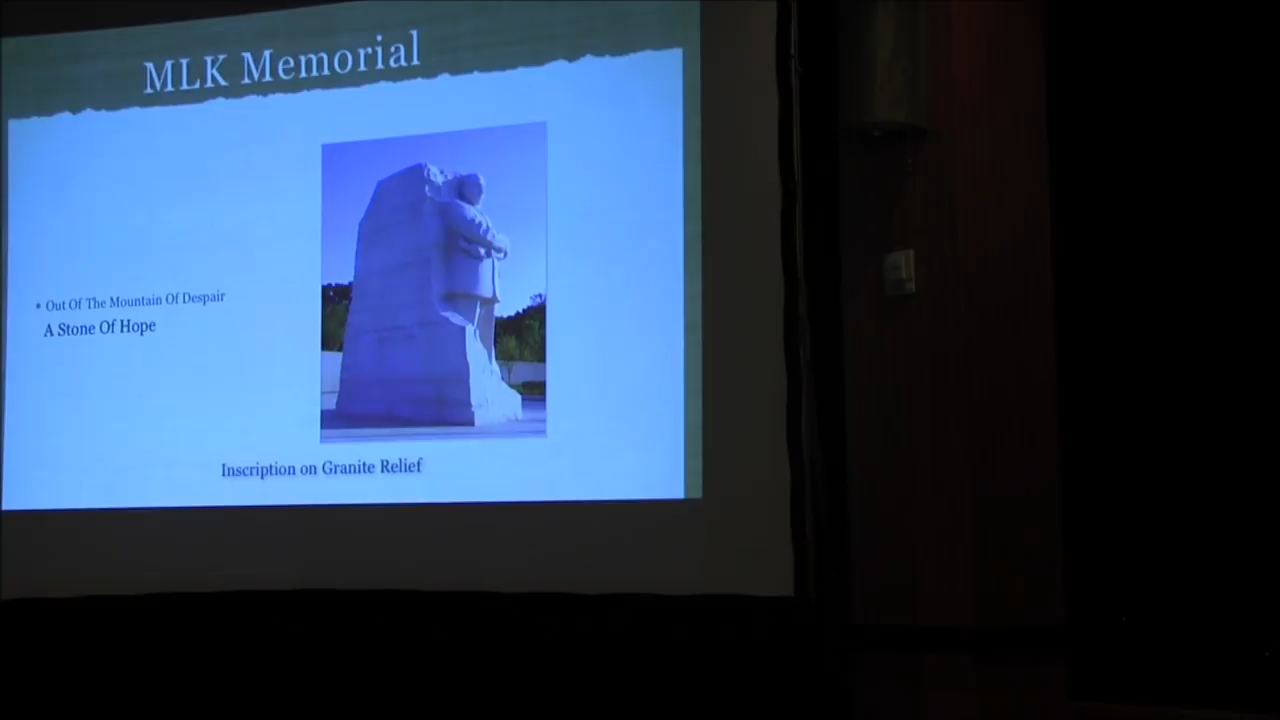 MLK Memorial
• Out Of The Mountain Of Despair
A Stone Of Hope
Inscription on Granite Relief